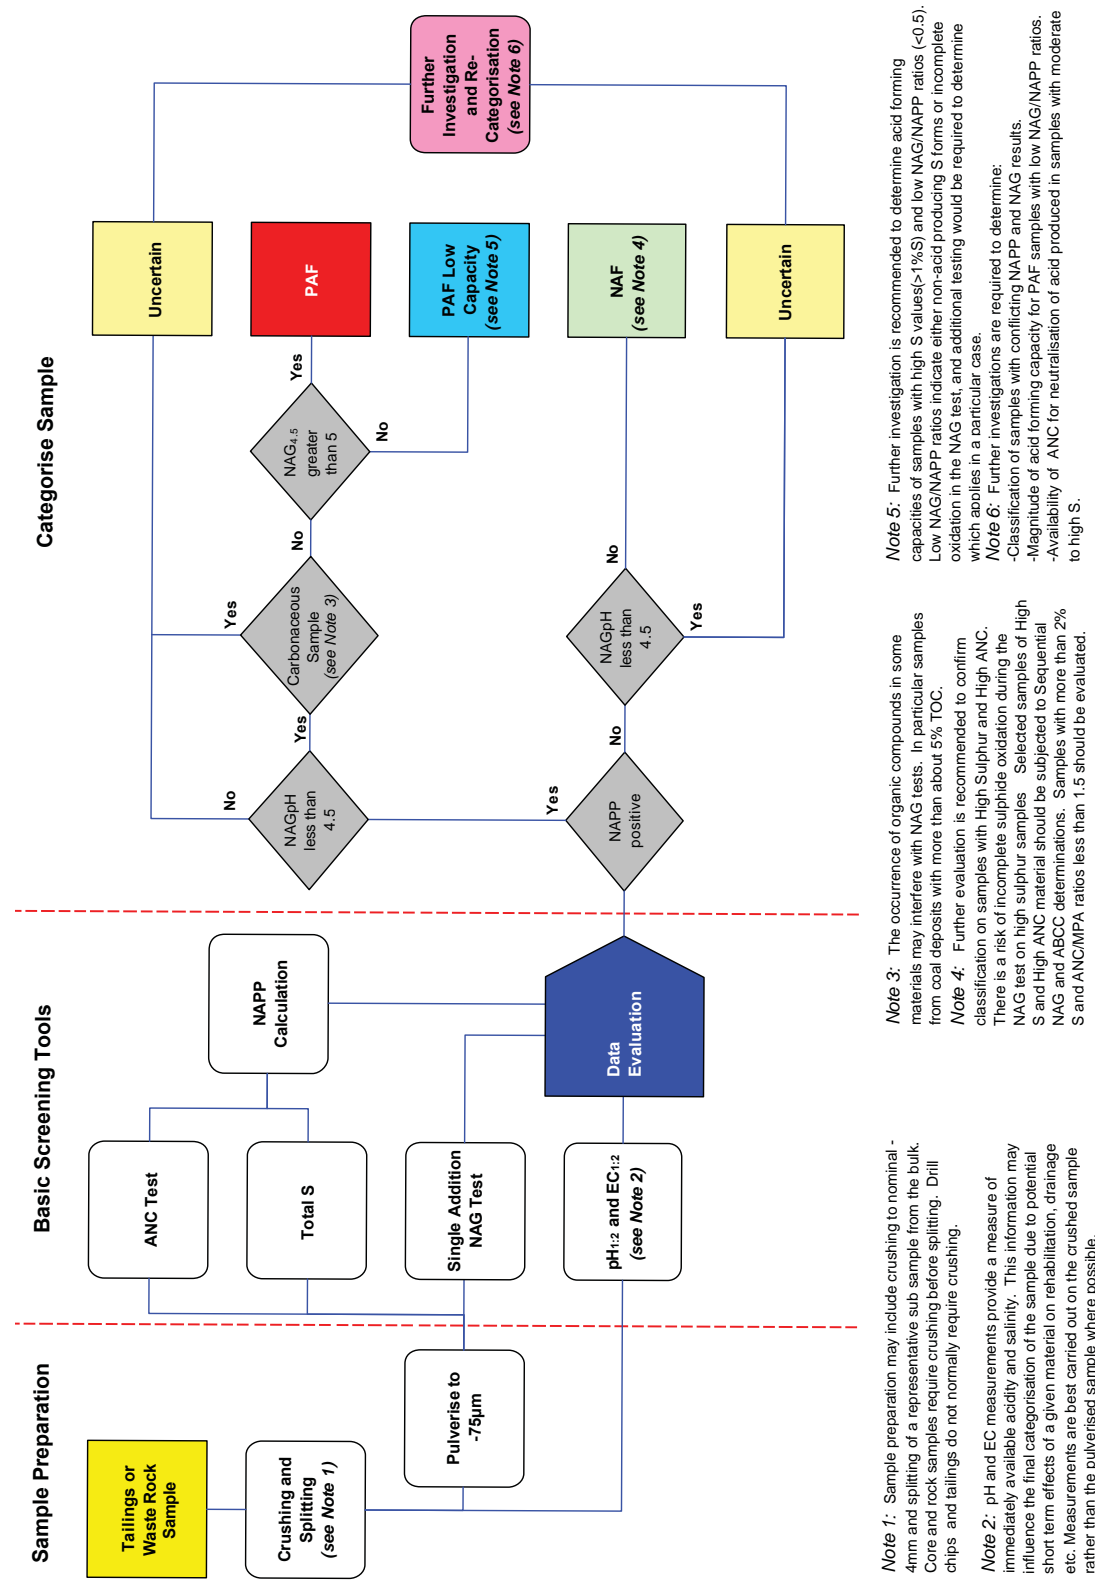 Sample Preparation
Basic Screening Tools
Categorise Sample
Tailings or
Waste Rock
Sample
Crushing and
Splitting
(see Note 1)
Pulverise to
-75µm
ANC Test
Total S
Single Addition
NAG Test
pH1:2 and EC1:2
(see Note 2)
NAPP
Calculation
Data
Evaluation
NAPP
positive
Yes
No
NAGpH
less than
4.5
No
Yes
Carbonaceous
Sample
(see Note 3)
Yes
No
NAG4.5
greater
than 5
Yes
No
NAGpH
less than
4.5
No
Yes
Uncertain
PAF
PAF Low
Capacity
(see Note 5)
NAF
(see Note 4)
Uncertain
Further
Investigation
and Re-
Categorisation
(see Note 6)
Note 1: Sample preparation may include crushing to nominal -
4mm and splitting of a representative sub sample from the bulk.
Core and rock samples require crushing before splitting. Drill
chips and tailings do not normally require crushing.
Note 2: pH and EC measurements provide a measure of
immediately available acidity and salinity. This information may
influence the final categorisation of the sample due to potential
short term effects of a given material on rehabilitation, drainage
etc. Measurements are best carried out on the crushed sample
rather than the pulverised sample where possible.
Note 3: The occurrence of organic compounds in some
materials may interfere with NAG tests. In particular samples
from coal deposits with more than about 5% TOC.
Note 4: Further evaluation is recommended to confirm
classification on samples with High Sulphur and High ANC.
There is a risk of incomplete sulphide oxidation during the
NAG test on high sulphur samples Selected samples of High
S and High ANC material should be subjected to Sequential
NAG and ABCC determinations. Samples with more than 2%
S and ANC/MPA ratios less than 1.5 should be evaluated.
Note 5: Further investigation is recommended to determine acid forming
capacities of samples with high S values(>1%S) and low NAG/NAPP ratios (<0.5).
Low NAG/NAPP ratios indicate either non-acid producing S forms or incomplete
oxidation in the NAG test, and additional testing would be required to determine
which applies in a particular case.
Note 6: Further investigations are required to determine:
-Classification of samples with conflicting NAPP and NAG results.
-Magnitude of acid forming capacity for PAF samples with low NAG/NAPP ratios.
-Availability of ANC for neutralisation of acid produced in samples with moderate
to high S.